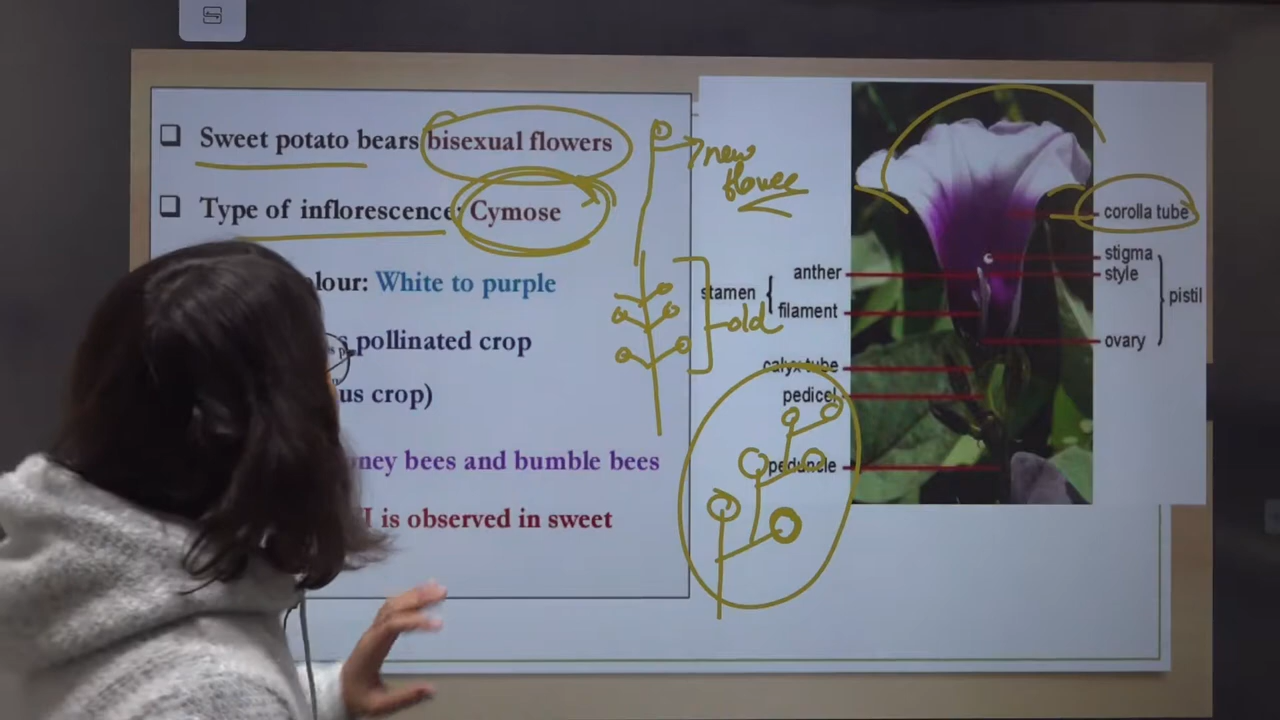 Sweet potato bears bisexual flowers
Type of inflorescence: Cymose
lour: White to purple
pollinated crop
us crop)
oney bees and bumble bees
I is observed in sweet
new
flower
old
anther
stamen
filament
calyx tube
pedicel
peduncle
corolla tube
stigma
style
pistil
ovary